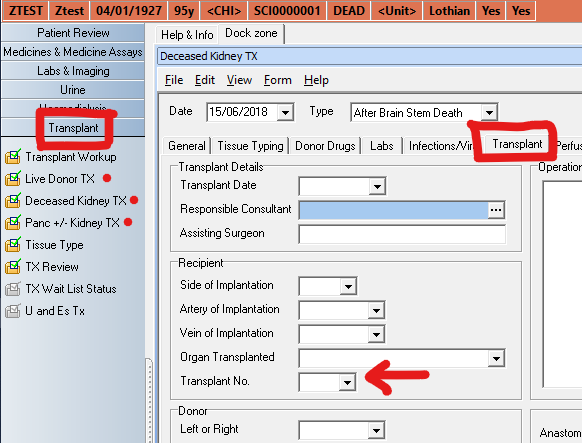 ZTEST Ztest 04/01/1927 95y <CHI> SCI0000001 DEAD <Unit> Lothian Yes Yes
Patient Review
Medicines & Medicine Assays
Labs & Imaging
Urine
Haemodialysis
Transplant
Transplant Workup
Live Donor TX
Deceased Kidney TX
Panc +/- Kidney TX
Tissue Type
TX Review
TX Wait List Status
U and Es Tx
Help & Info Dock zone
Deceased Kidney TX
File Edit View Form Help
Date 15/06/2018 Type After Brain Stem Death
General Tissue Typing Donor Drugs Labs Infections/Vir Transplant Perfus
Transplant Details
Operation
Transplant Date
Responsible Consultant ...
Assisting Surgeon
Recipient
Side of Implantation
Artery of Implantation
Vein of Implantation
Organ Transplanted
Transplant No.
Donor
Left or Right
Anastom